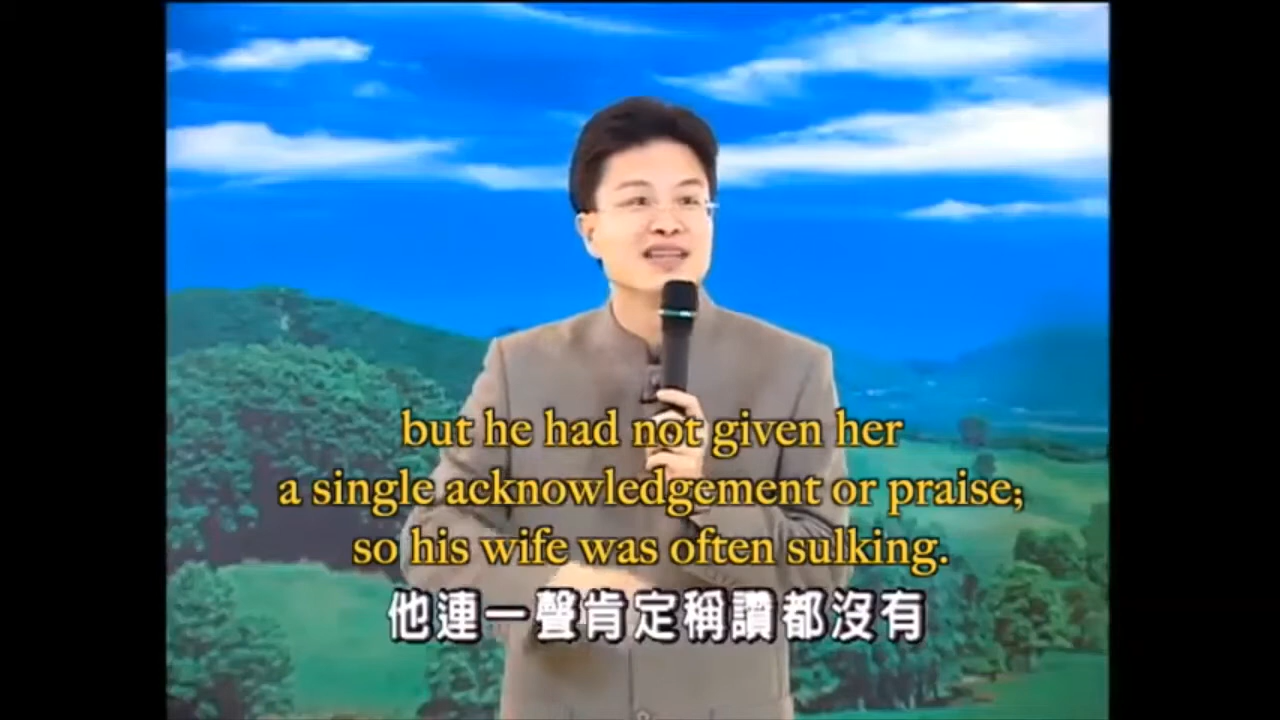 but he had not given her
a single acknowledgement or praise;
so his wife was often sulking.
他連一聲肯定稱讚都沒有